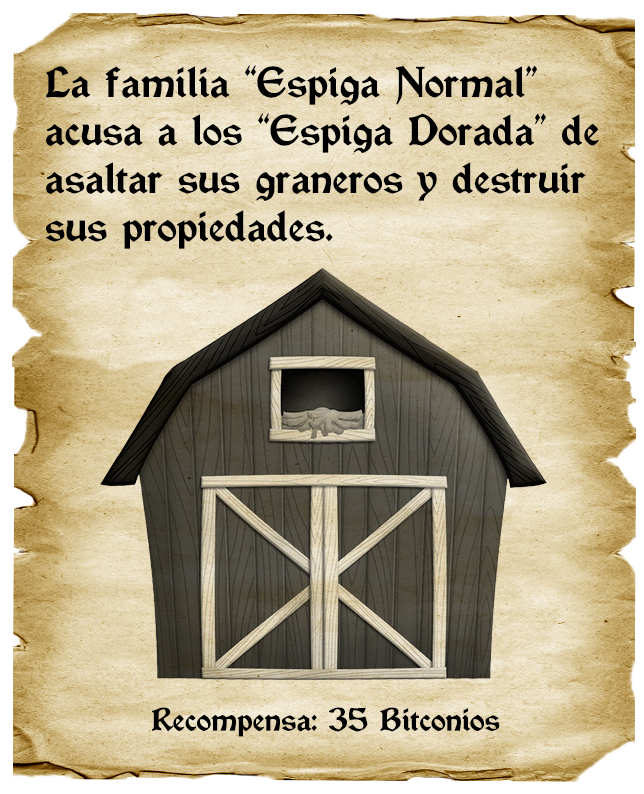 La familia “Espiga Normal”
acusa a los “Espiga Dorada” de
asaltar sus graneros y destruir
sus propiedades.
Recompensa: 35 Bitconios